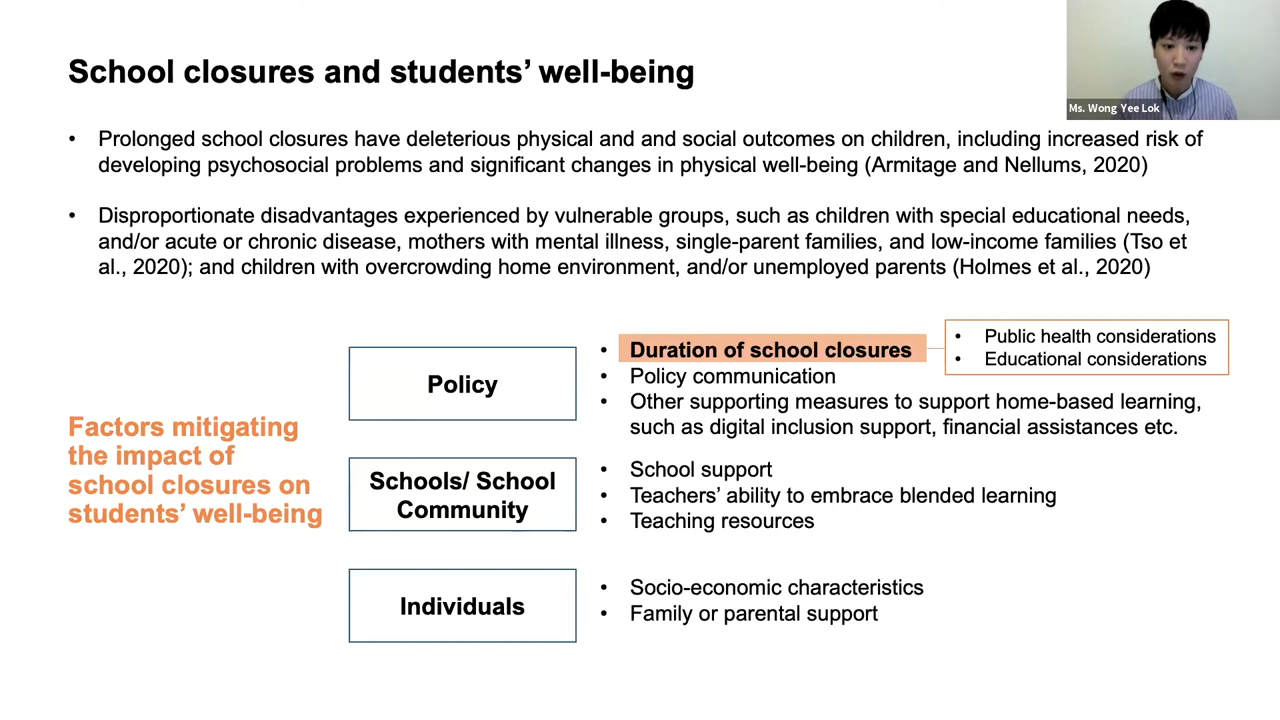 School closures and students’ well-being
Ms. Wong Yee Lok
• Prolonged school closures have deleterious physical and and social outcomes on children, including increased risk of
developing psychosocial problems and significant changes in physical well-being (Armitage and Nellums, 2020)
• Disproportionate disadvantages experienced by vulnerable groups, such as children with special educational needs,
and/or acute or chronic disease, mothers with mental illness, single-parent families, and low-income families (Tso et
al., 2020); and children with overcrowding home environment, and/or unemployed parents (Holmes et al., 2020)
Factors mitigating
the impact of
school closures on
students’ well-being
Policy
• Duration of school closures
• Public health considerations
• Educational considerations
• Policy communication
• Other supporting measures to support home-based learning,
such as digital inclusion support, financial assistances etc.
Schools/ School
Community
• School support
• Teachers’ ability to embrace blended learning
• Teaching resources
Individuals
• Socio-economic characteristics
• Family or parental support